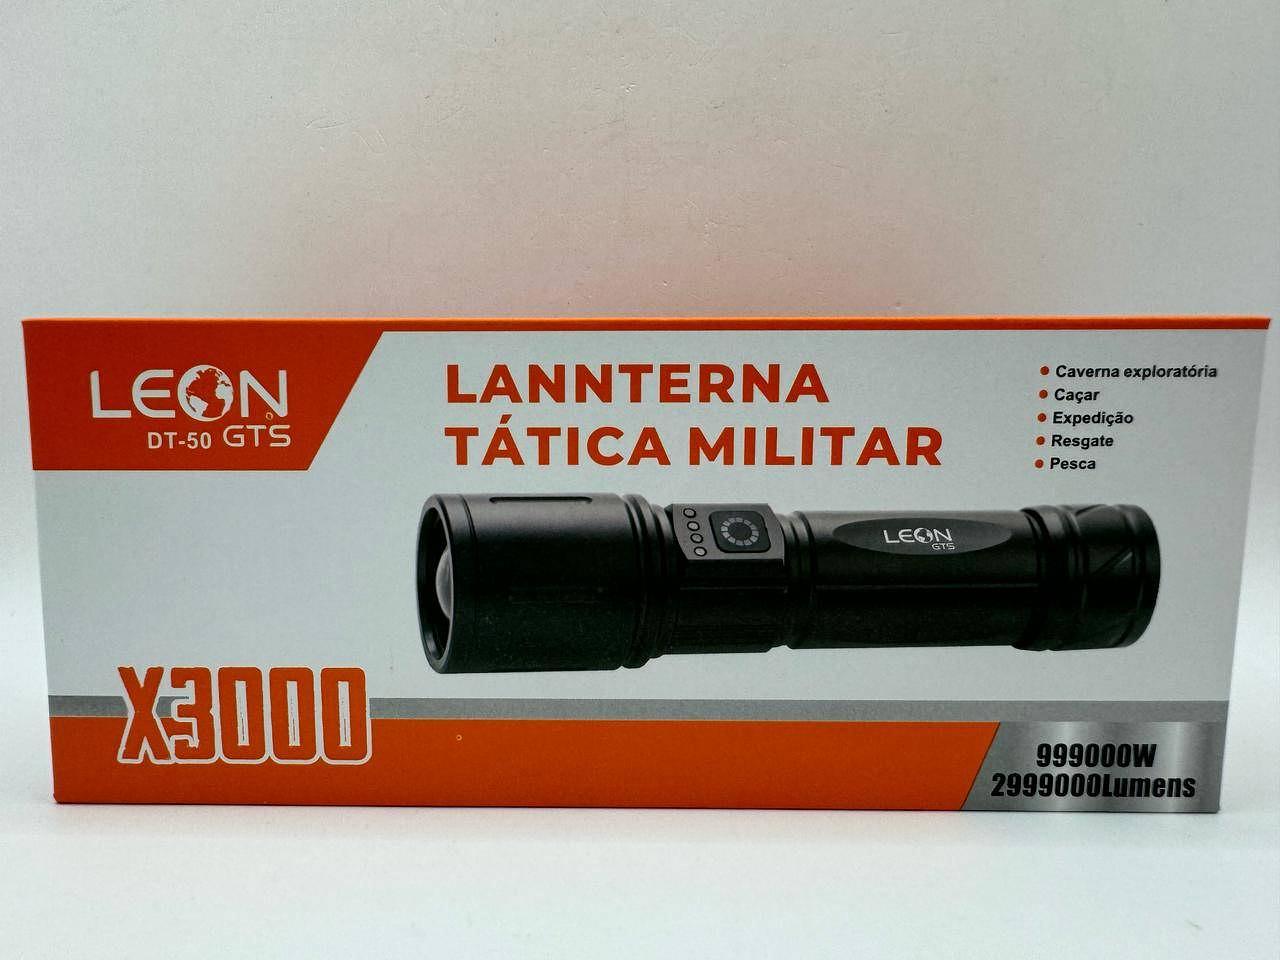 LEON
DT-50 GTS
LANNTERNA
TÁTICA MILITAR
Caverna exploratória
Caçar
Expedição
Resgate
Pesca
LEON
GTS
X3000
999000W
2999000Lumens